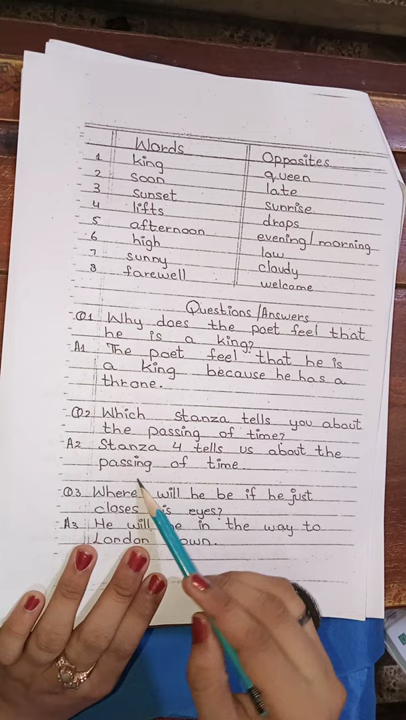 Words Opposites
1 king queen
2 soon late
3 sunset sunrise
4 lifts drops
5 afternoon evening/morning
6 high low
7 sunny cloudy
8 farewell welcome
Questions/Answers
Q1 Why does the poet feel that
he is a king?
A1 The poet feel that he is
a king because he has a
throne.
Q2 Which stanza tells you about
the passing of time?
A2 Stanza 4 tells us about the
passing of time
Q3 Where will he be if he just
closes is eyes?
A3 He will be in the way to
London own.